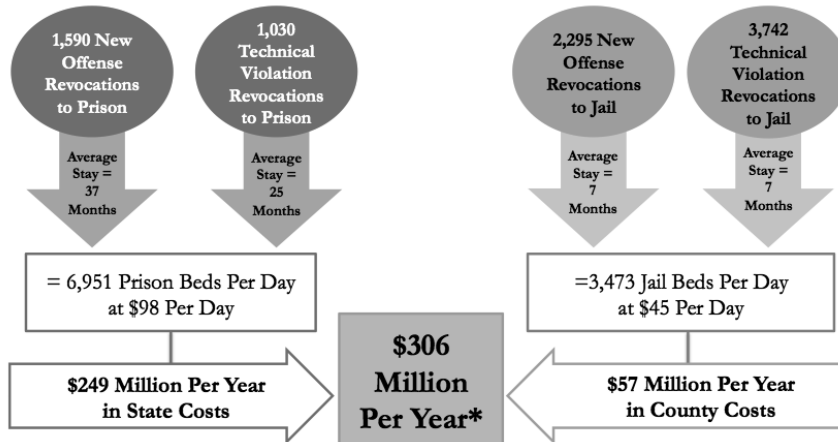 1,590 New
Offense
Revocations
to Prison
1,030
Technical
Violation
Revocations
to Prison
2,295 New
Offense
Revocations
to Jail
3,742
Technical
Violation
Revocations
to Jail
Average
Stay =
37
Months
Average
Stay =
25
Months
Average
Stay =
7
Months
Average
Stay =
7
Months
= 6,951 Prison Beds Per Day
at $98 Per Day
=3,473 Jail Beds Per Day
at $45 Per Day
$249 Million Per Year
in State Costs
$306
Million
Per Year*
$57 Million Per Year
in County Costs